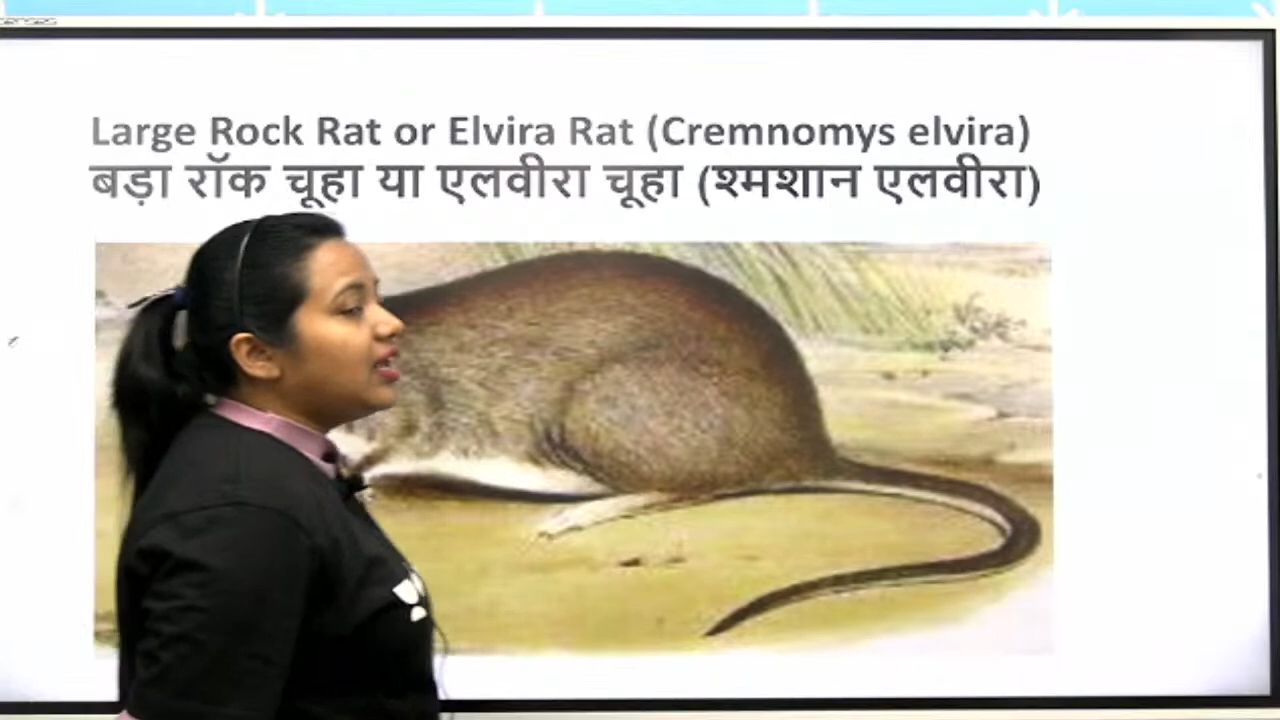 Large Rock Rat or Elvira Rat (Cremnomys elvira)
बड़ा रॉक चूहा या एलवीरा चूहा (श्मशान एलवीरा)